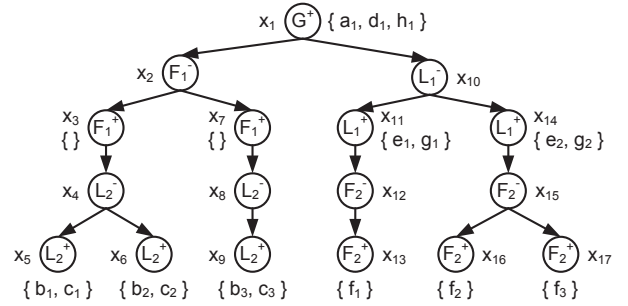 x₁ G⁺ { a₁, d₁, h₁ }
x₂ F₁⁻ L₁⁻ x₁₀
x₃ x₇ x₁₁ x₁₄
F₁⁺ F₁⁺ L₁⁺ L₁⁺
{ } { } { e₁, g₁ } { e₂, g₂ }
x₄ L₂⁻ x₈ L₂⁻ F₂⁻ x₁₂ F₂⁻ x₁₅
x₅ L₂⁺ x₆ L₂⁺ x₉ L₂⁺ F₂⁺ x₁₃ F₂⁺ x₁₆ F₂⁺ x₁₇
{ b₁, c₁ } { b₂, c₂ } { b₃, c₃ } { f₁ } { f₂ } { f₃ }